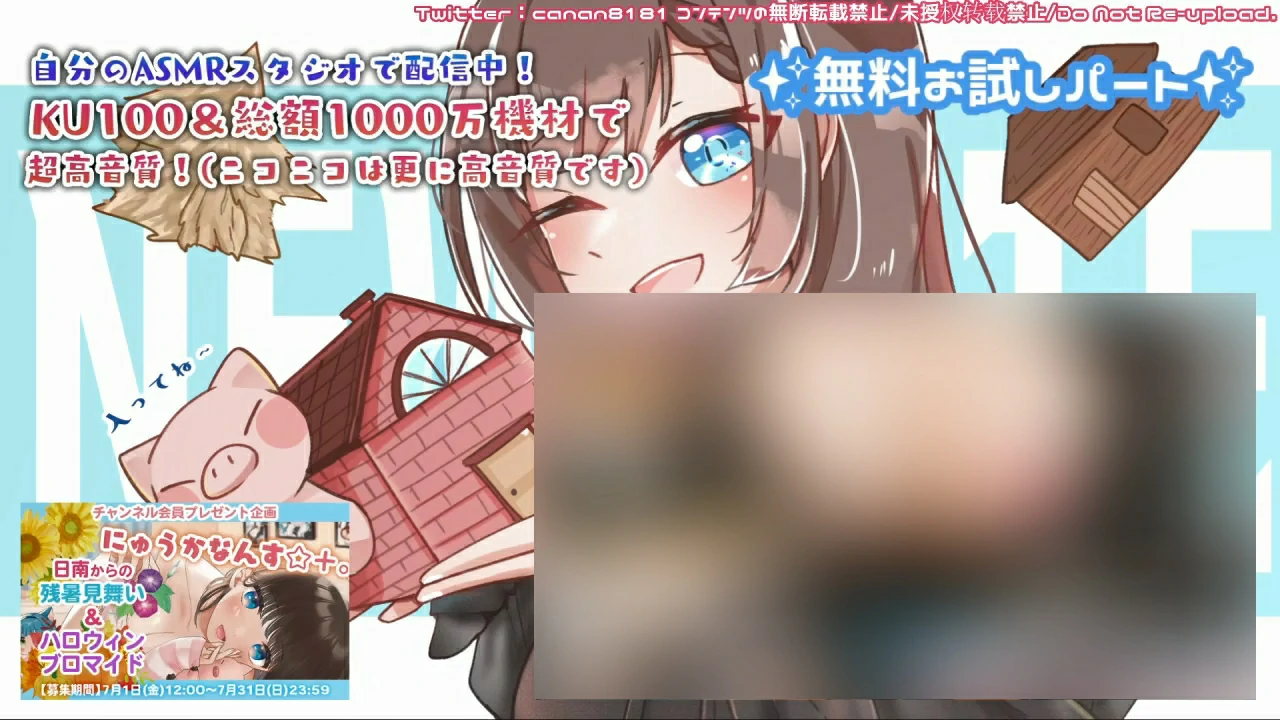 Twitter：canan8181 コンテンツの無断転載禁止/未授权转载禁止/Do Not Re-upload.
自分のASMRスタジオで配信中！
KU100＆総額1000万機材で
超高音質！(ニコニコは更に高音質です)
無料お試しパート
入ってね～
チャンネル会員プレゼント企画
にゅうかなんす☆＋。
日南からの
残暑見舞い
＆
ハロウィン
ブロマイド
【募集期間】7月1日(金)12:00〜7月31日(日)23:59